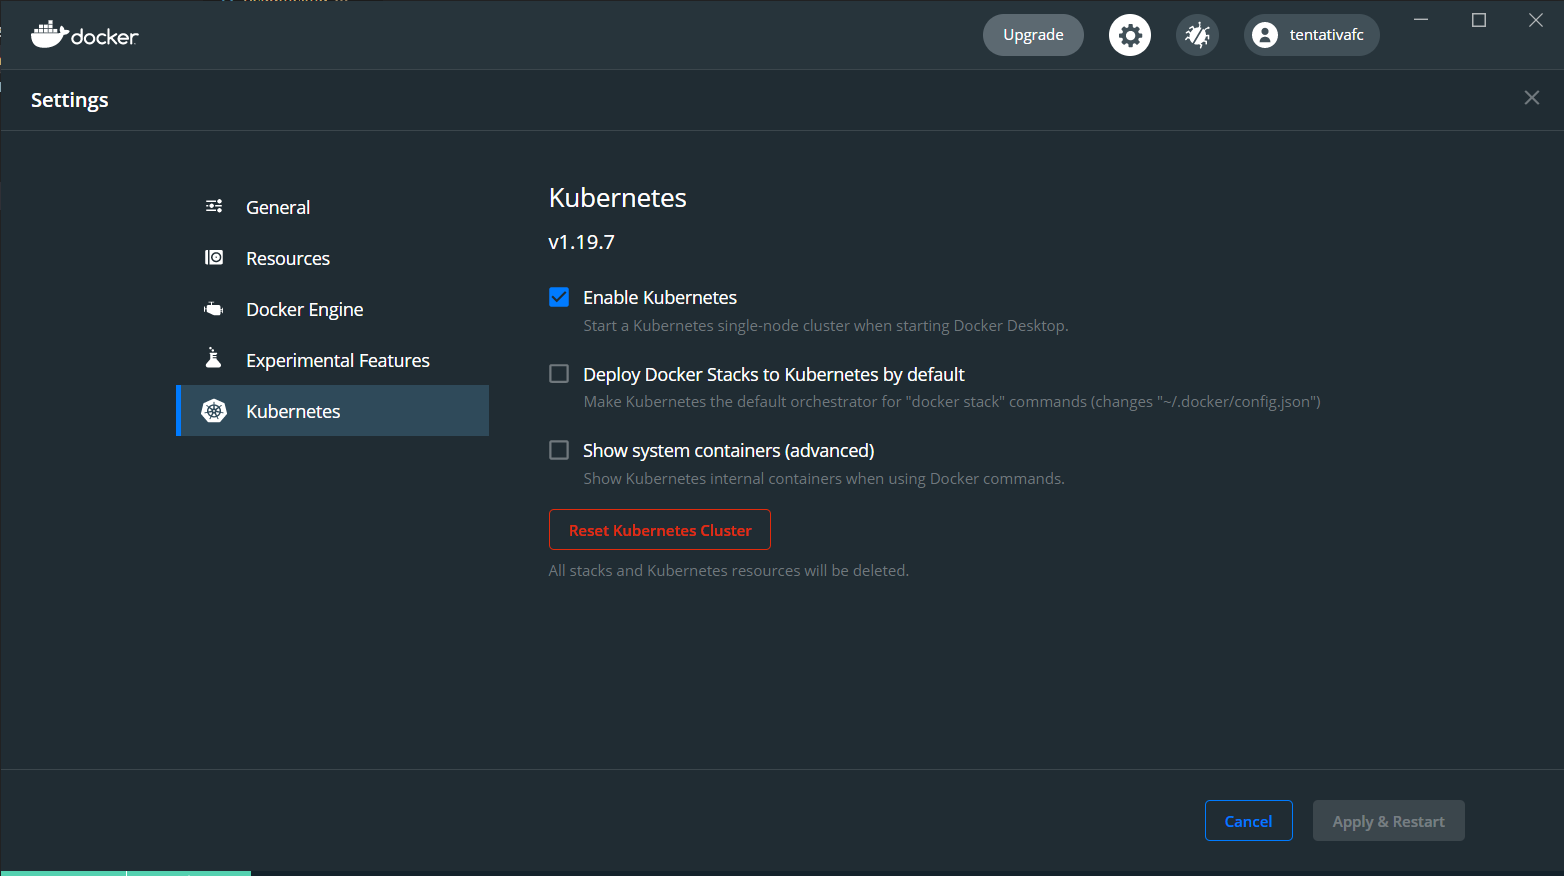 docker
Upgrade
tentativafc
Settings
General
Resources
Docker Engine
Experimental Features
Kubernetes
Kubernetes
v1.19.7
Enable Kubernetes
Start a Kubernetes single-node cluster when starting Docker Desktop.
Deploy Docker Stacks to Kubernetes by default
Make Kubernetes the default orchestrator for "docker stack" commands (changes "~/.docker/config.json")
Show system containers (advanced)
Show Kubernetes internal containers when using Docker commands.
Reset Kubernetes Cluster
All stacks and Kubernetes resources will be deleted.
Cancel
Apply & Restart